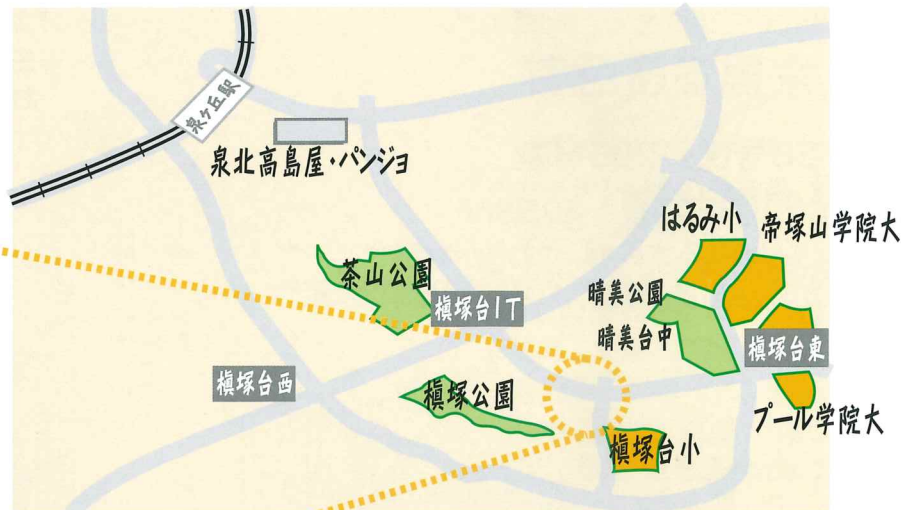 泉ヶ丘駅
泉北高島屋・パンジョ
はるみ小
帝塚山学院大
茶山公園
槇塚台1丁
晴美公園
晴美台中
槇塚台東
槇塚台西
槇塚公園
プール学院大
槇塚台小